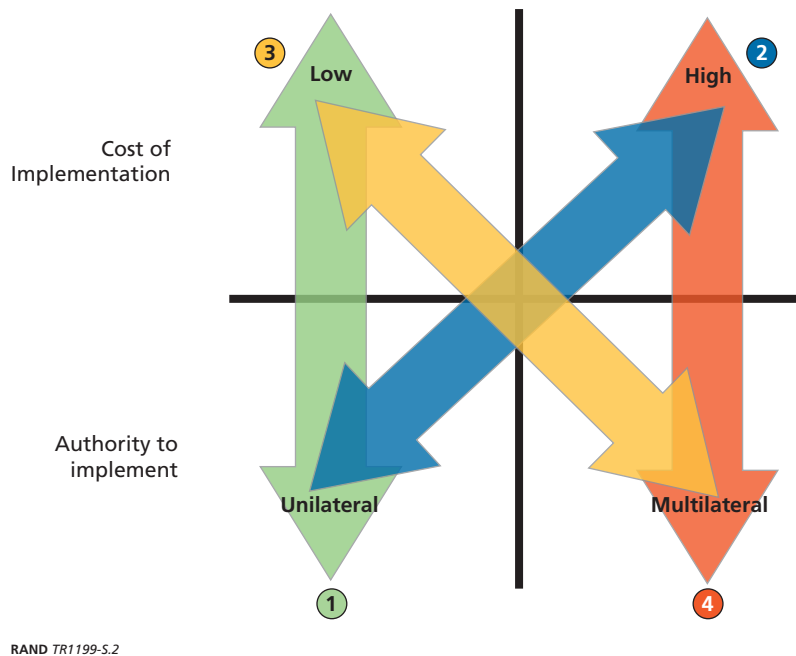 3
Low
High
2
Cost of
Implementation
Authority to
implement
Unilateral
Multilateral
1
4
RAND TR1199-S.2